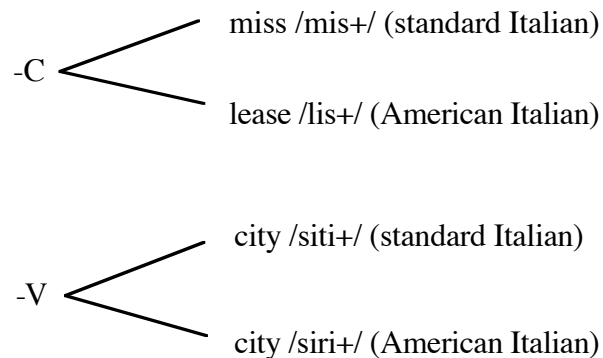 miss /mis+/ (standard Italian)
-C
lease /lis+/ (American Italian)
city /siti+/ (standard Italian)
-V
city /siri+/ (American Italian)